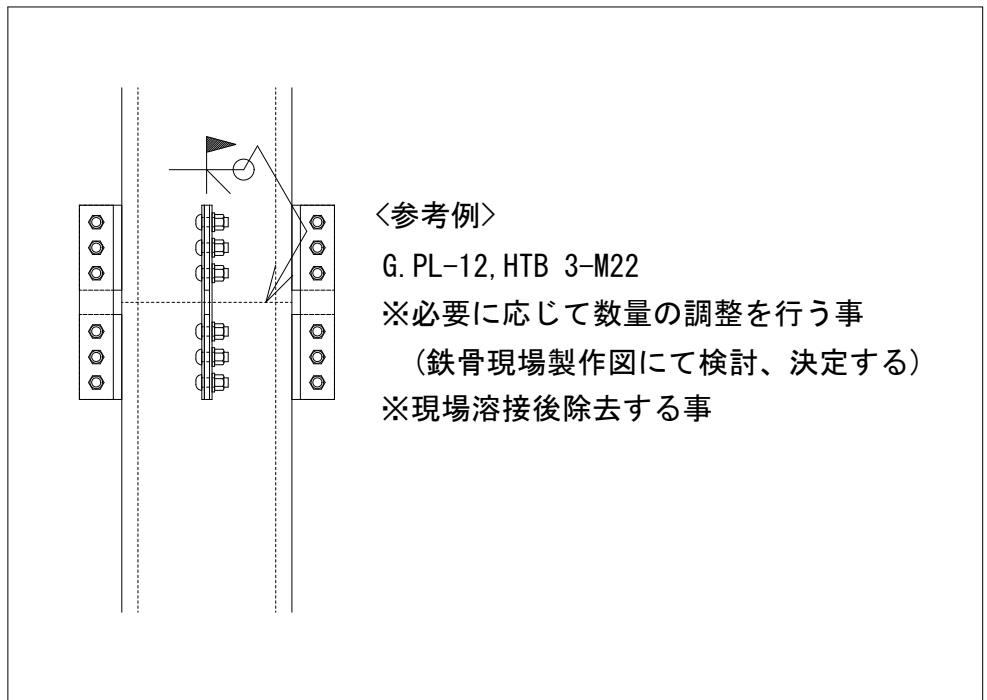 <参考例>
G.PL-12,HTB 3-M22
※必要に応じて数量の調整を行う事
(鉄骨現場製作図にて検討、決定する)
※現場溶接後除去する事